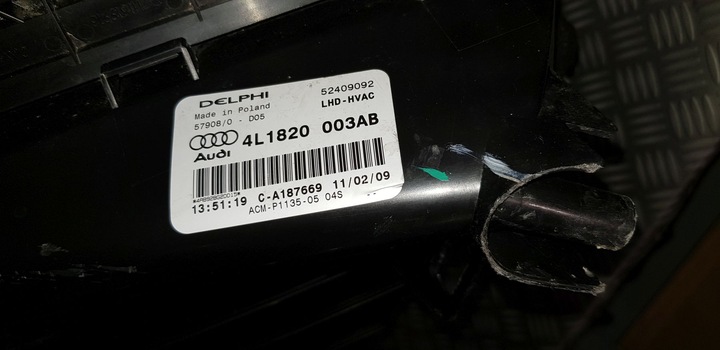 DELPHI 52409092
Made in Poland LHD-HVAC
57908/0 - D05
4L1820 003AB
Audi
13:51:19 C-A187669 11/02/09
ACM-P1135-05 04S